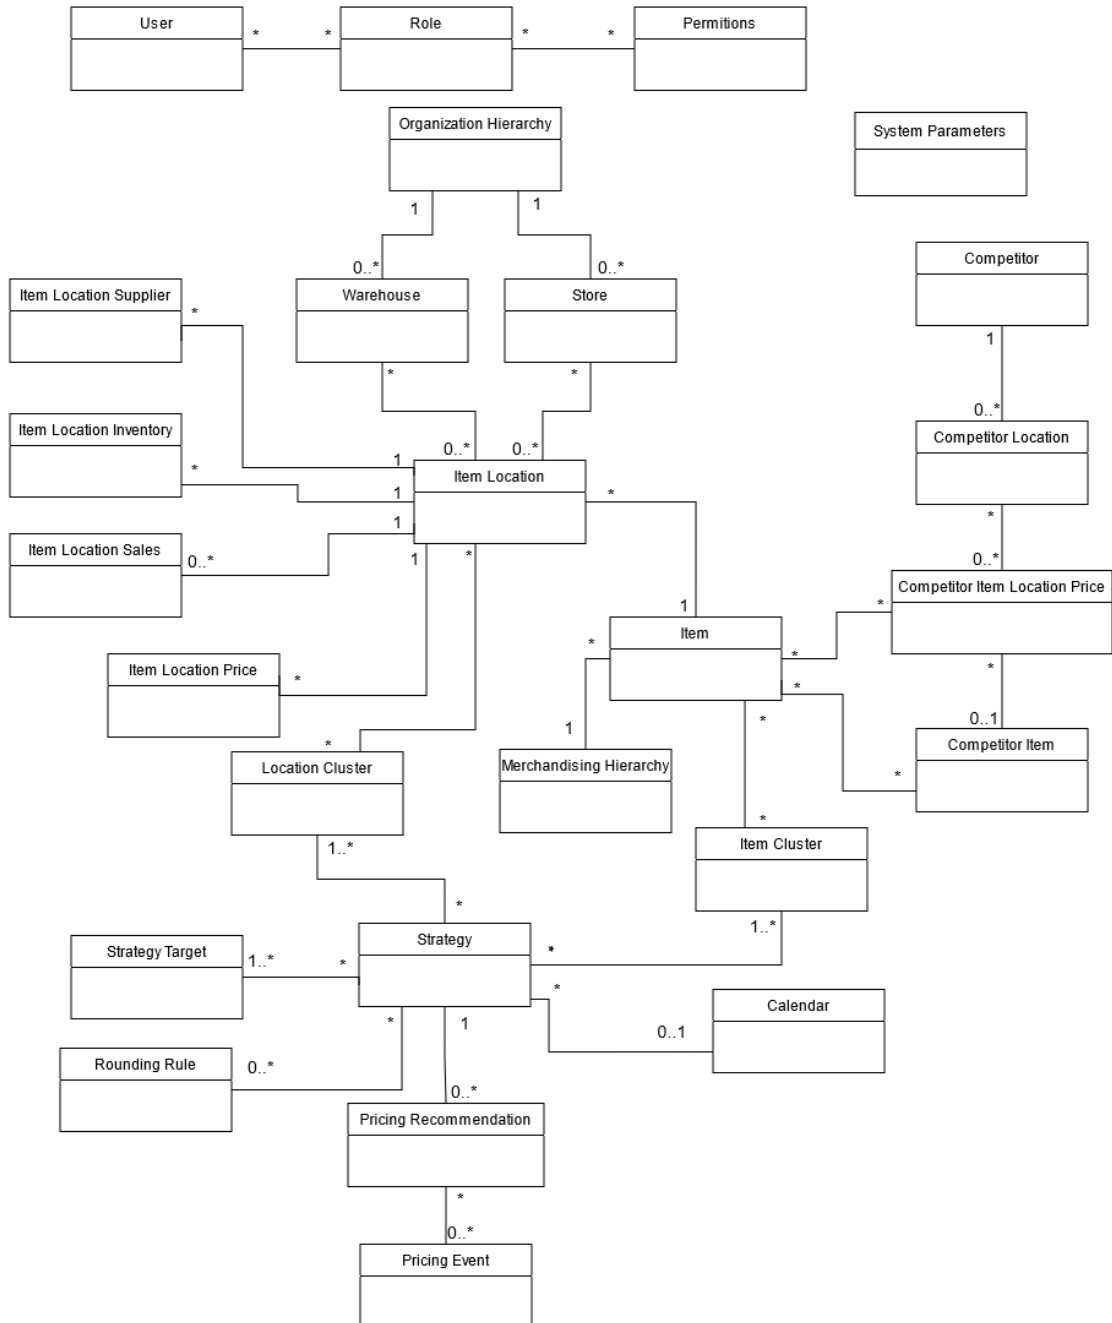 User
Role
Permitions
* * * *
Organization Hierarchy
System Parameters
1 1
0..* 0..*
Competitor
Item Location Supplier
Warehouse
Store
*
1
* *
0..*
Item Location Inventory
Competitor Location
0..* 0..*
1
Item Location
*
1
*
*
1
Item Location Sales
0..*
1 *
0..*
Competitor Item Location Price
1
Item
*
*
*
Item Location Price
*
*
*
*
0..1
1
*
Competitor Item
*
Location Cluster
Merchandising Hierarchy
*
*
Item Cluster
1..*
*
1..*
Strategy
*
Strategy Target
1..*
*
*
Calendar
* 1
0..1
Rounding Rule
0..*
0..*
Pricing Recommendation
*
0..*
Pricing Event